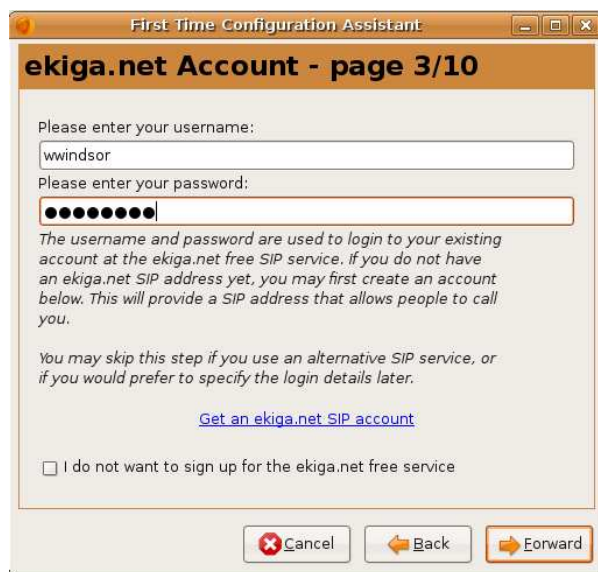 First Time Configuration Assistant
ekiga.net Account - page 3/10
Please enter your username:
wwindsor
Please enter your password:
●●●●●●●●
The username and password are used to login to your existing
account at the ekiga.net free SIP service. If you do not have
an ekiga.net SIP address yet, you may first create an account
below. This will provide a SIP address that allows people to call
you.
You may skip this step if you use an alternative SIP service, or
if you would prefer to specify the login details later.
Get an ekiga.net SIP account
I do not want to sign up for the ekiga.net free service
Cancel Back Forward